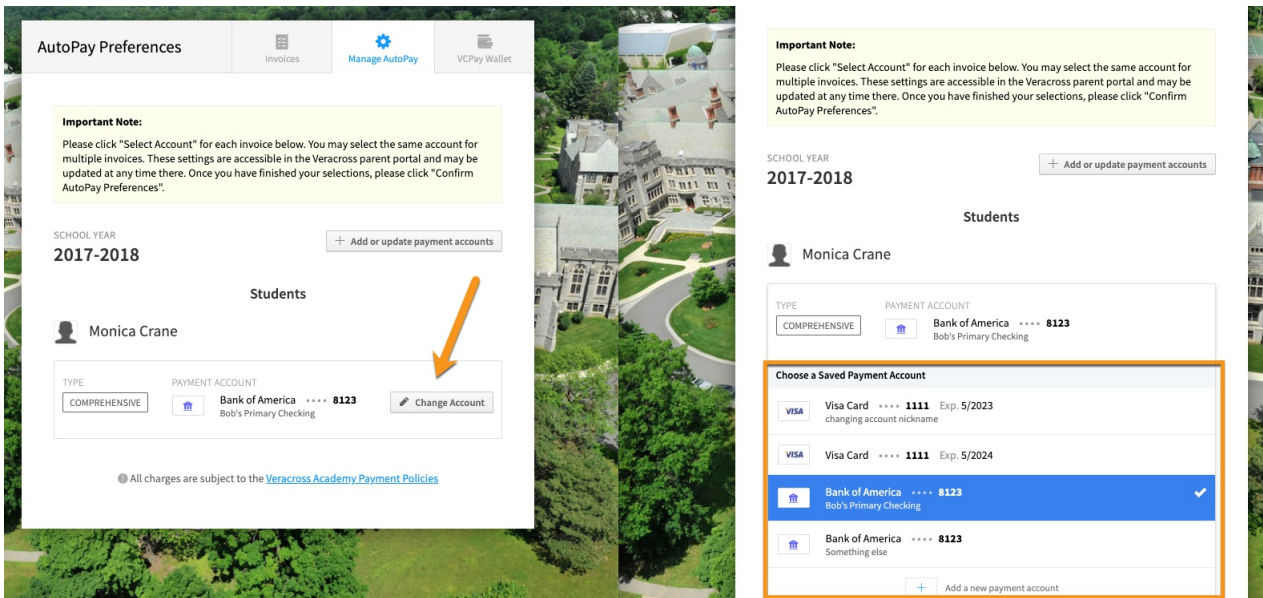 AutoPay Preferences
Invoices
Manage AutoPay
VCPay Wallet
Important Note:
Please click "Select Account" for each invoice below. You may select the same account for
multiple invoices. These settings are accessible in the Veracross parent portal and may be
updated at any time there. Once you have finished your selections, please click "Confirm
AutoPay Preferences".
SCHOOL YEAR
2017-2018
+ Add or update payment accounts
Students
Monica Crane
TYPE
PAYMENT ACCOUNT
COMPREHENSIVE
Bank of America •••• 8123
Bob's Primary Checking
Change Account
All charges are subject to the Veracross Academy Payment Policies
Important Note:
Please click "Select Account" for each invoice below. You may select the same account for
multiple invoices. These settings are accessible in the Veracross parent portal and may be
updated at any time there. Once you have finished your selections, please click "Confirm
AutoPay Preferences".
SCHOOL YEAR
2017-2018
+ Add or update payment accounts
Students
Monica Crane
TYPE
PAYMENT ACCOUNT
COMPREHENSIVE
Bank of America •••• 8123
Bob's Primary Checking
Choose a Saved Payment Account
VISA Visa Card •••• 1111 Exp. 5/2023
changing account nickname
VISA Visa Card •••• 1111 Exp. 5/2024
Bank of America •••• 8123
Bob's Primary Checking
Bank of America •••• 8123
Something else
+ Add a new payment account